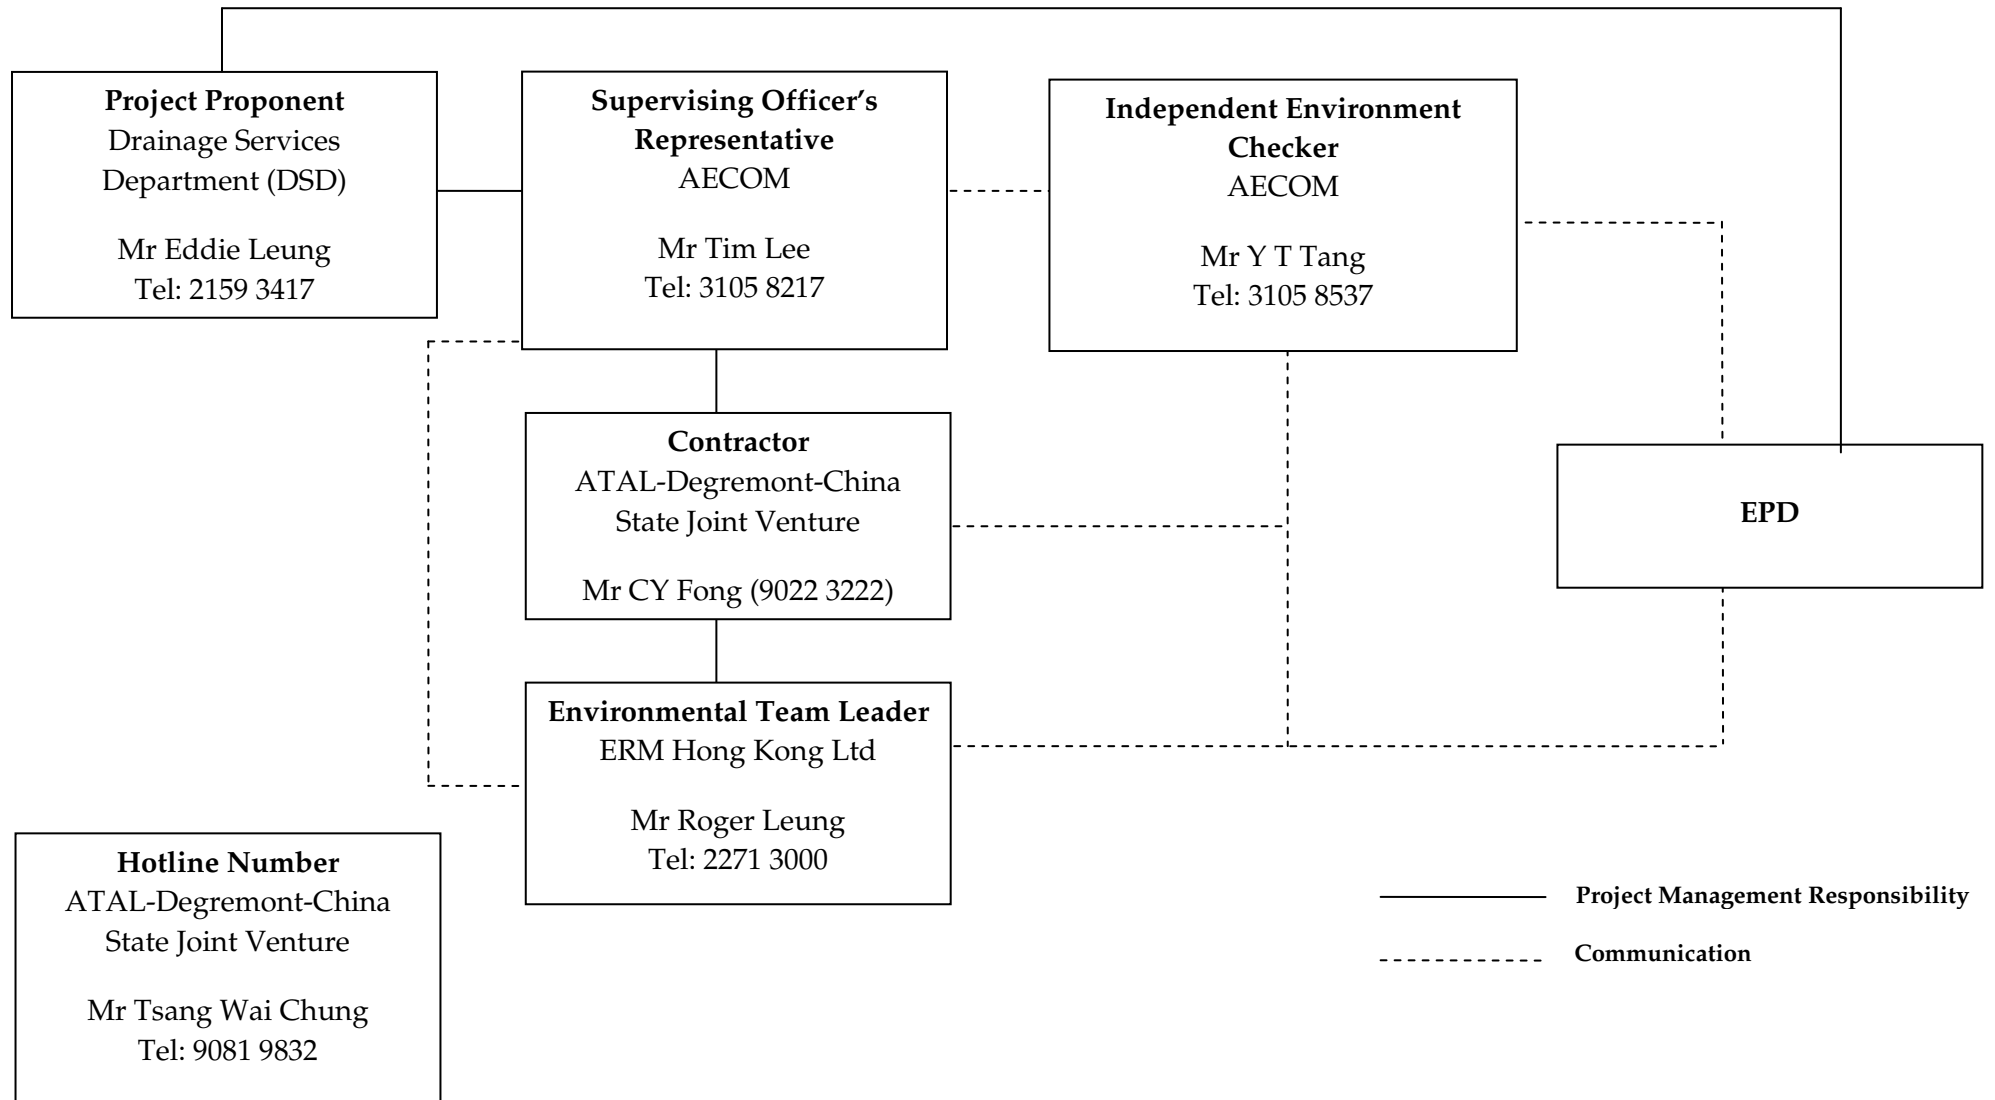 Project Proponent
Drainage Services
Department (DSD)
Mr Eddie Leung
Tel: 2159 3417
Supervising Officer’s
Representative
AECOM
Mr Tim Lee
Tel: 3105 8217
Independent Environment
Checker
AECOM
Mr Y T Tang
Tel: 3105 8537
Contractor
ATAL-Degremont-China
State Joint Venture
Mr CY Fong (9022 3222)
EPD
Environmental Team Leader
ERM Hong Kong Ltd
Mr Roger Leung
Tel: 2271 3000
Hotline Number
ATAL-Degremont-China
State Joint Venture
Mr Tsang Wai Chung
Tel: 9081 9832
Project Management Responsibility
Communication